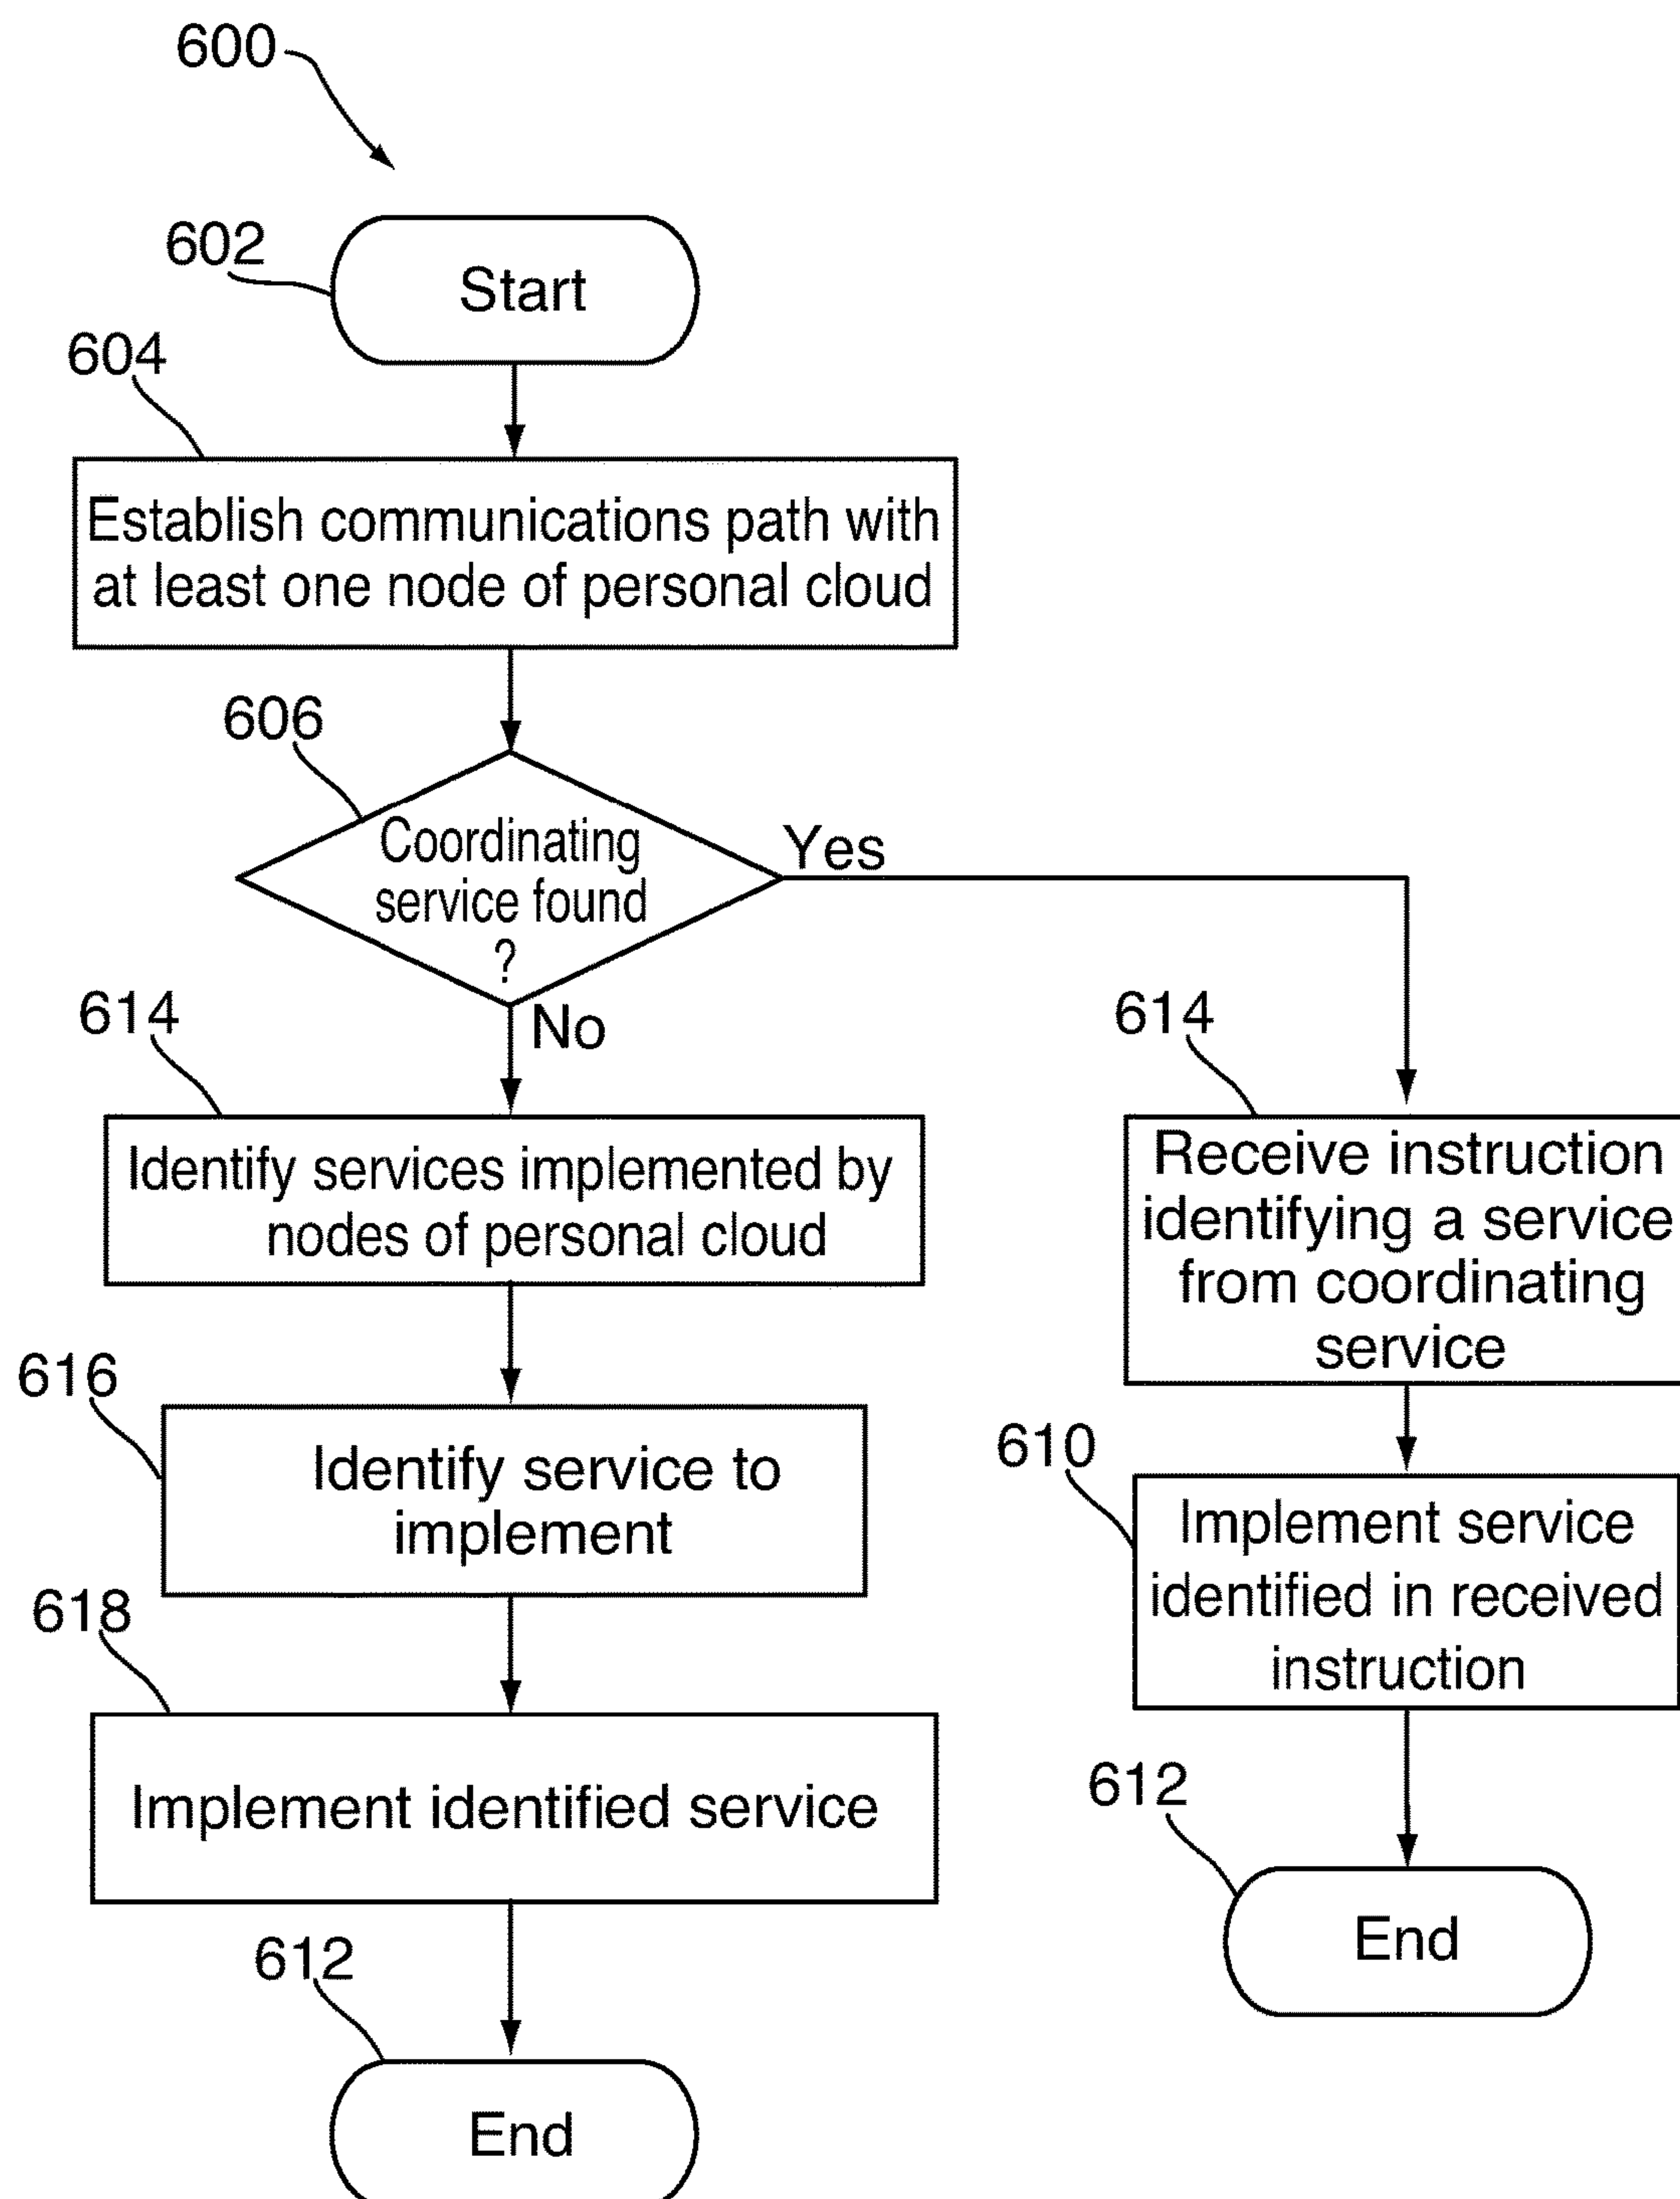 600
602
Start
604
Establish communications path with
at least one node of personal cloud
606
Coordinating
service found
?
Yes
No
614
Identify services implemented by
nodes of personal cloud
616
Identify service to
implement
618
Implement identified service
612
End
614
Receive instruction
identifying a service
from coordinating
service
610
Implement service
identified in received
instruction
612
End